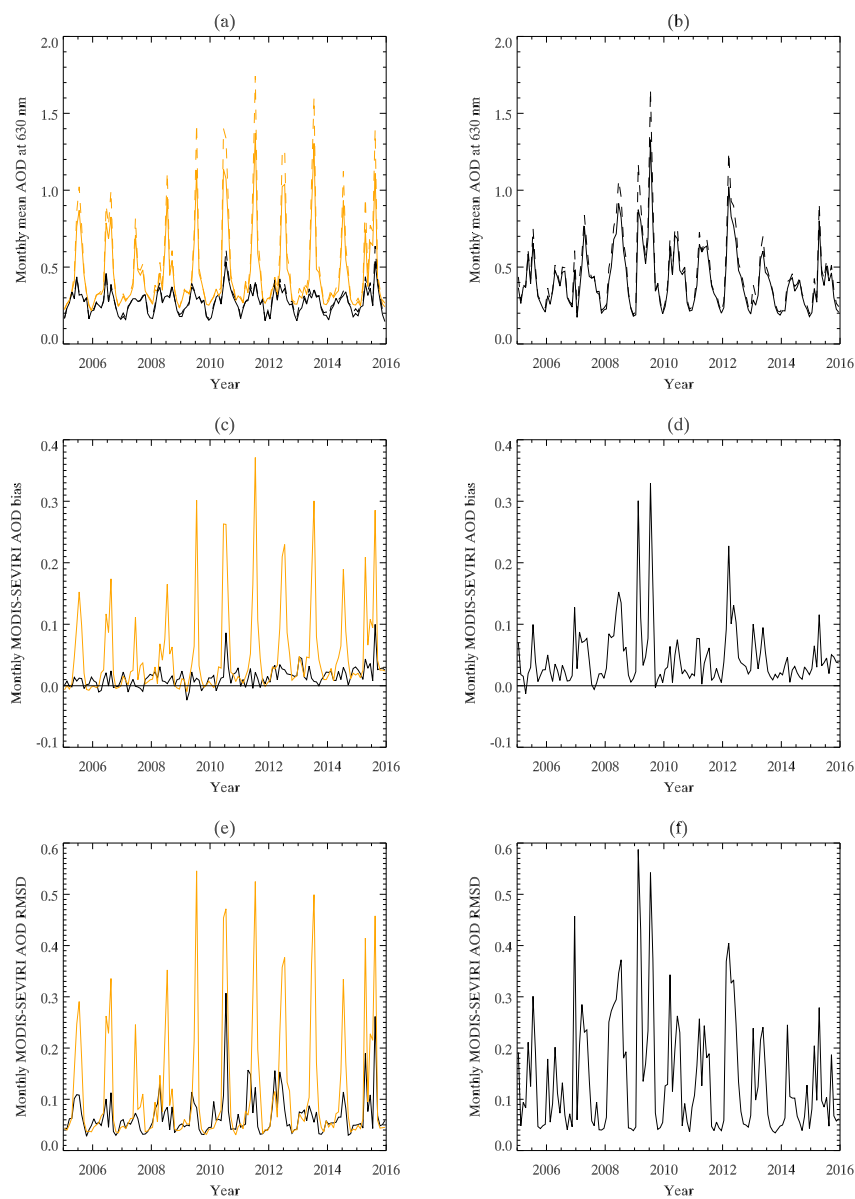 (a)
Monthly mean AOD at 630 nm
2.0
1.5
1.0
0.5
0.0
2006 2008 2010 2012 2014 2016
Year
(b)
Monthly mean AOD at 630 nm
2.0
1.5
1.0
0.5
0.0
2006 2008 2010 2012 2014 2016
Year
(c)
Monthly MODIS-SEVIRI AOD bias
0.4
0.3
0.2
0.1
0.0
-0.1
2006 2008 2010 2012 2014 2016
Year
(d)
Monthly MODIS-SEVIRI AOD bias
0.4
0.3
0.2
0.1
0.0
-0.1
2006 2008 2010 2012 2014 2016
Year
(e)
Monthly MODIS-SEVIRI AOD RMSD
0.6
0.5
0.4
0.3
0.2
0.1
0.0
2006 2008 2010 2012 2014 2016
Year
(f)
Monthly MODIS-SEVIRI AOD RMSD
0.6
0.5
0.4
0.3
0.2
0.1
0.0
2006 2008 2010 2012 2014 2016
Year